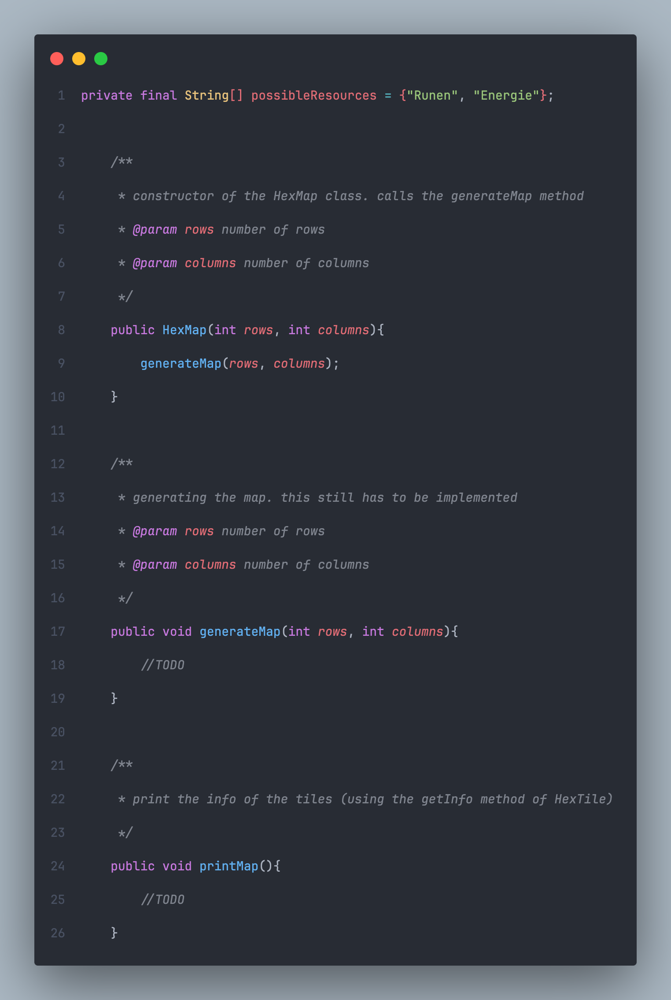 1 private final String[] possibleResources = {"Runen", "Energie"};
2
3 /**
4 * constructor of the HexMap class. calls the generateMap method
5 * @param rows number of rows
6 * @param columns number of columns
7 */
8 public HexMap(int rows, int columns){
9 generateMap(rows, columns);
10 }
11
12 /**
13 * generating the map. this still has to be implemented
14 * @param rows number of rows
15 * @param columns number of columns
16 */
17 public void generateMap(int rows, int columns){
18 //TODO
19 }
20
21 /**
22 * print the info of the tiles (using the getInfo method of HexTile)
23 */
24 public void printMap(){
25 //TODO
26 }